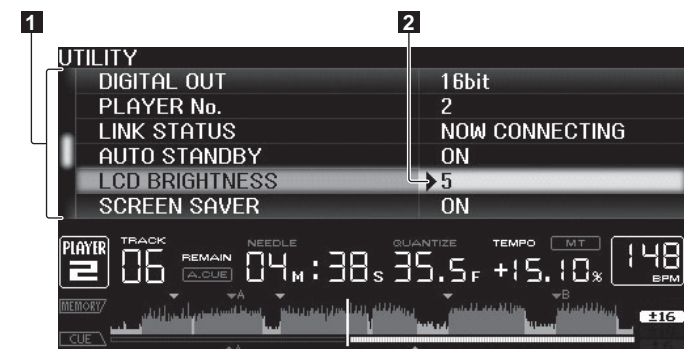 1 2
UTILITY
DIGITAL OUT 16bit
PLAYER No. 2
LINK STATUS NOW CONNECTING
AUTO STANDBY ON
LCD BRIGHTNESS 5
SCREEN SAVER ON
PLAYER TRACK REMAIN NEEDLE QUANTIZE TEMPO MT
2 06 A.CUE 04M:38S 35.5F +15.10% 148 BPM
MEMORY A B
CUE A ±16